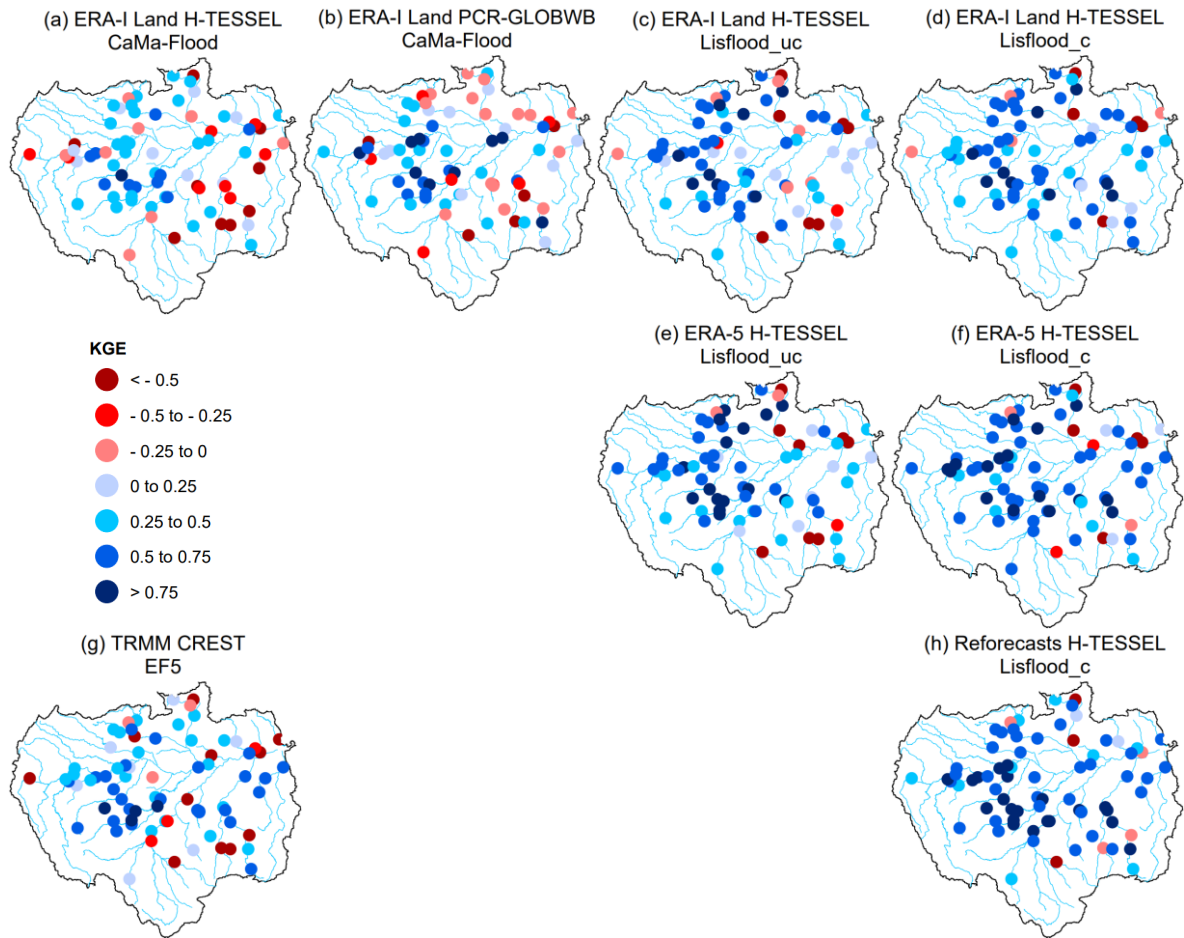 (a) ERA-I Land H-TESSEL
CaMa-Flood
(b) ERA-I Land PCR-GLOBWB
CaMa-Flood
(c) ERA-I Land H-TESSEL
Lisflood_uc
(d) ERA-I Land H-TESSEL
Lisflood_c
KGE
< - 0.5
- 0.5 to - 0.25
- 0.25 to 0
0 to 0.25
0.25 to 0.5
0.5 to 0.75
> 0.75
(e) ERA-5 H-TESSEL
Lisflood_uc
(f) ERA-5 H-TESSEL
Lisflood_c
(g) TRMM CREST
EF5
(h) Reforecasts H-TESSEL
Lisflood_c